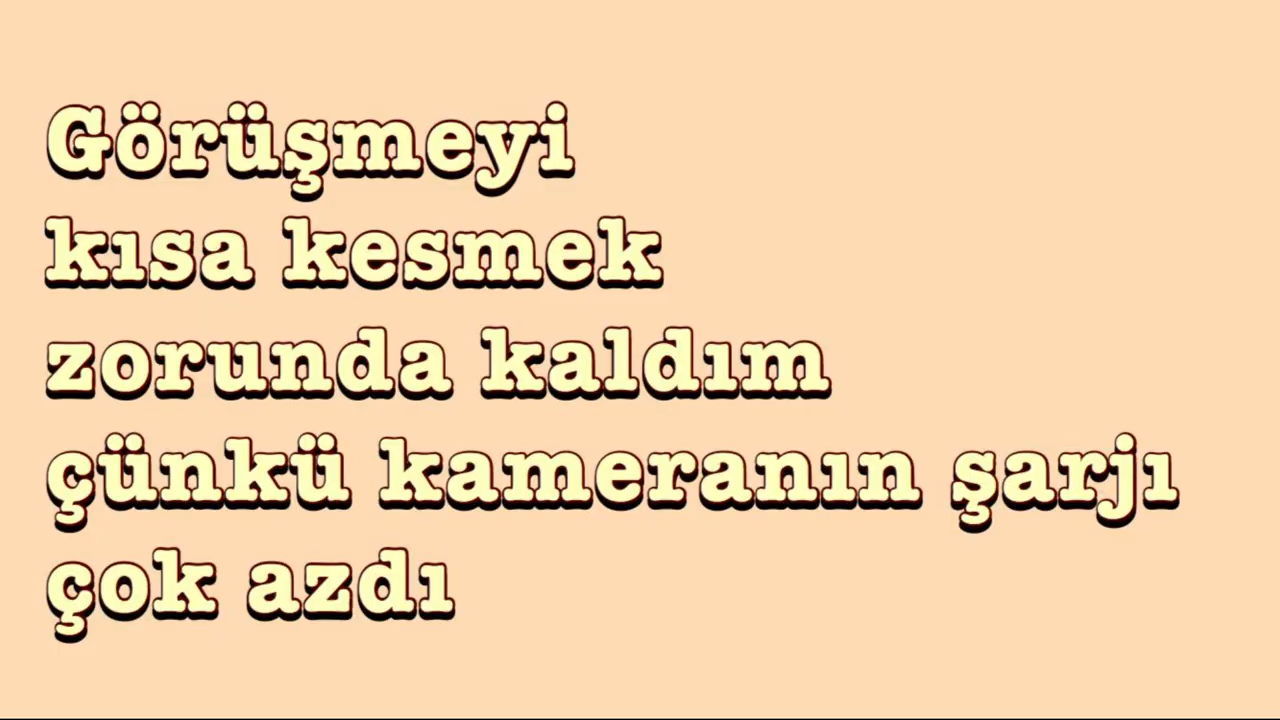 Görüşmeyi
kısa kesmek
zorunda kaldım
çünkü kameranın şarjı
çok azdı